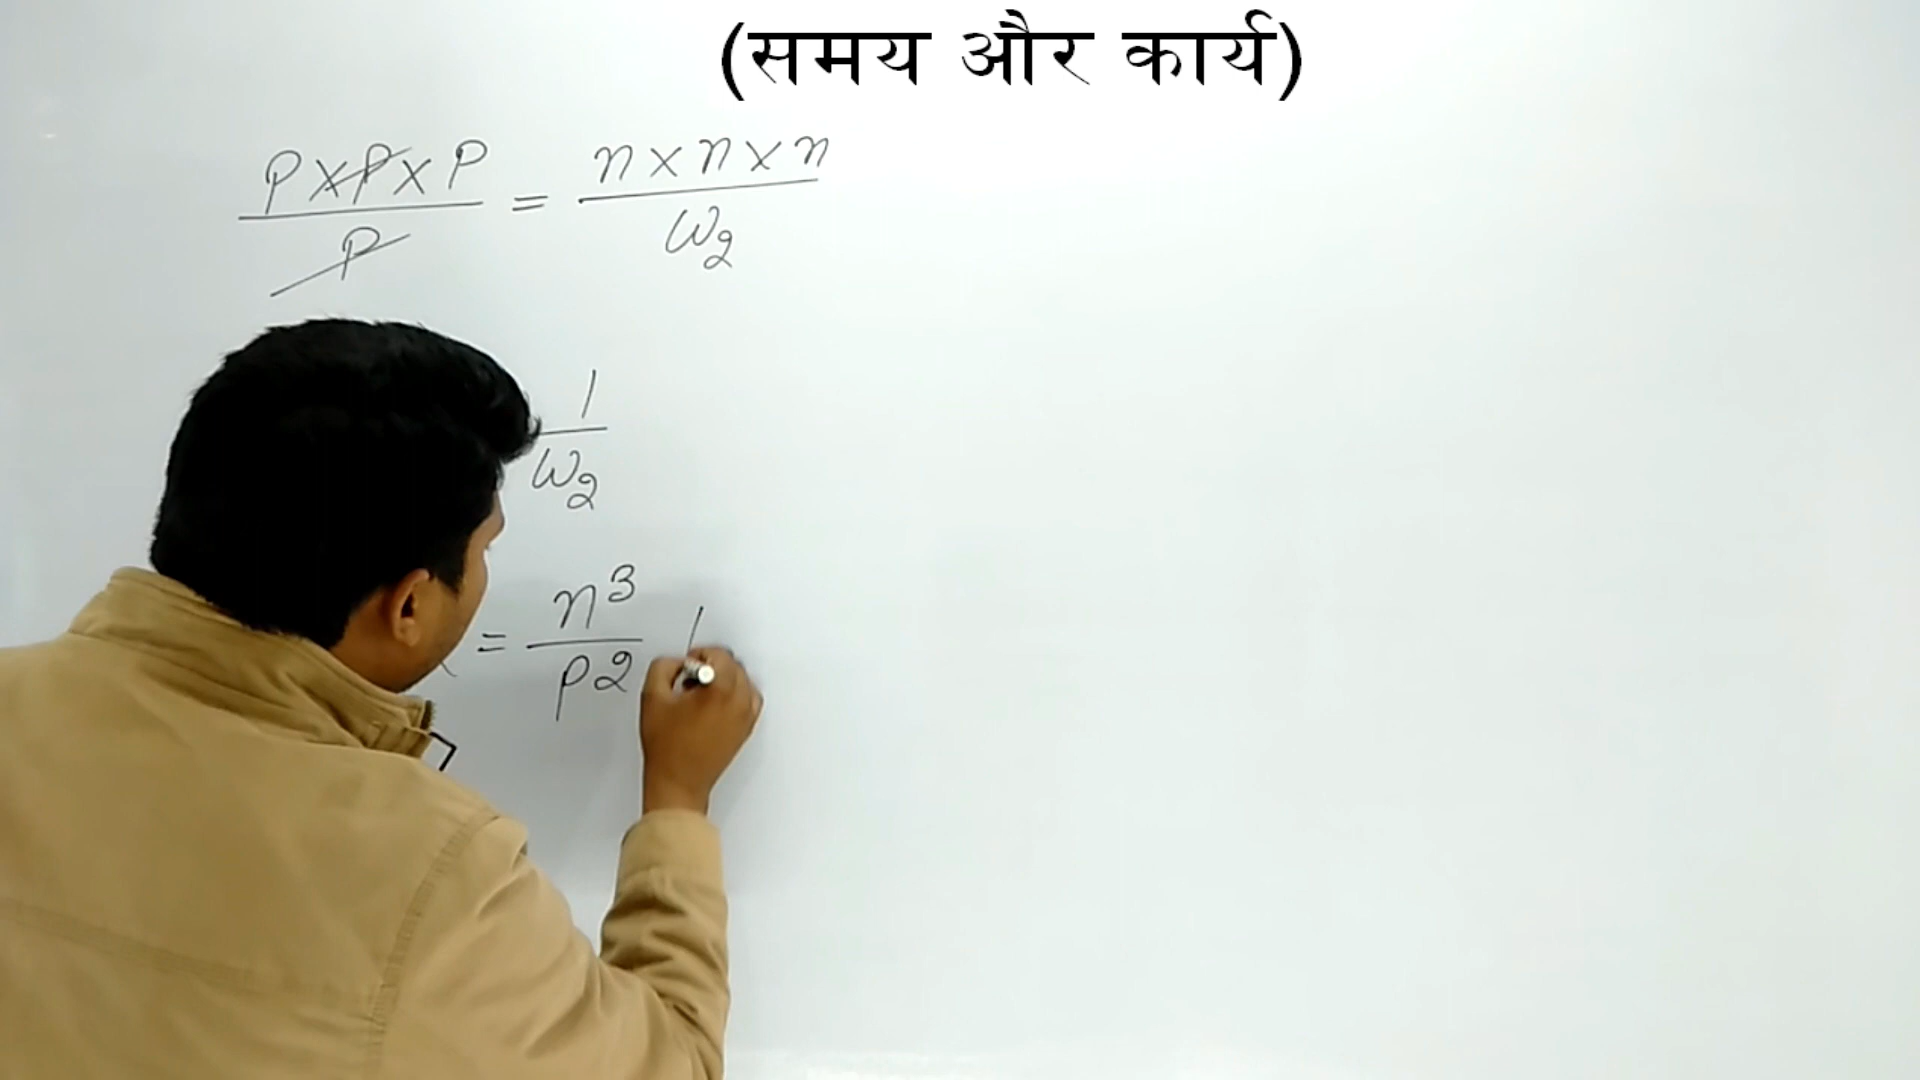 (समय और कार्य)
P x P x P / P = n x n x n / W₂
1 / W₂
= n³ / P²